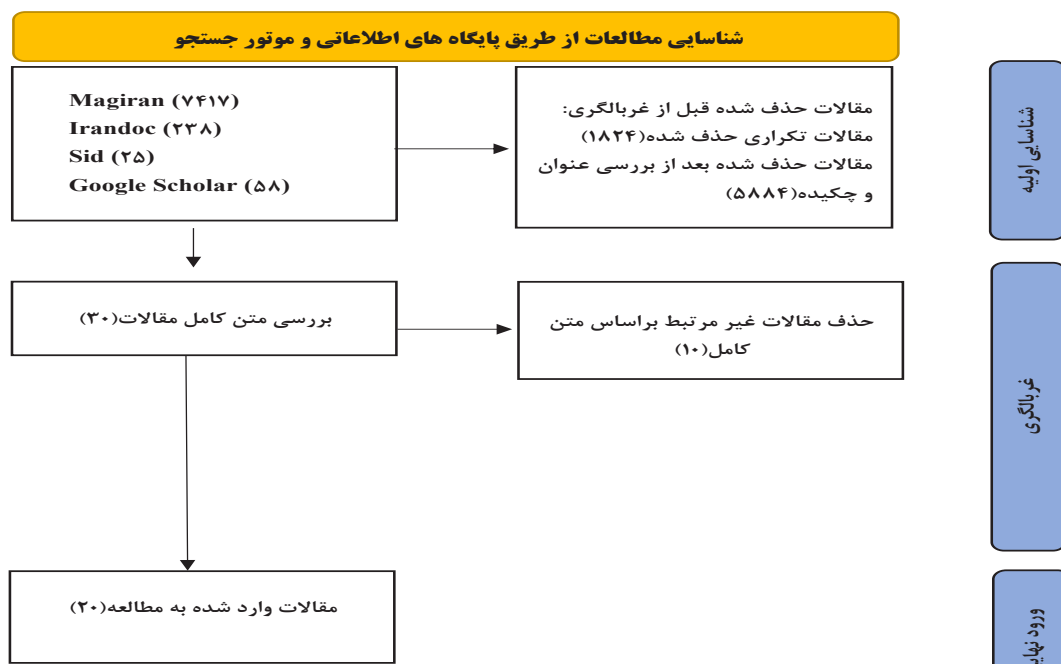 شناسایی مطالعات از طریق پایگاه های اطلاعاتی و موتور جستجو
Magiran (۷۴۱۷)
Irandoc (۲۳۸)
Sid (۲۵)
Google Scholar (۵۸)
مقالات حذف شده قبل از غربالگری:
مقالات تکراری حذف شده(۱۸۲۴)
مقالات حذف شده بعد از بررسی عنوان
و چکیده(۵۸۸۴)
شناسایی اولیه
بررسی متن کامل مقالات(۳۰)
حذف مقالات غیر مرتبط براساس متن
کامل(۱۰)
غربالگری
مقالات وارد شده به مطالعه(۲۰)
ورود